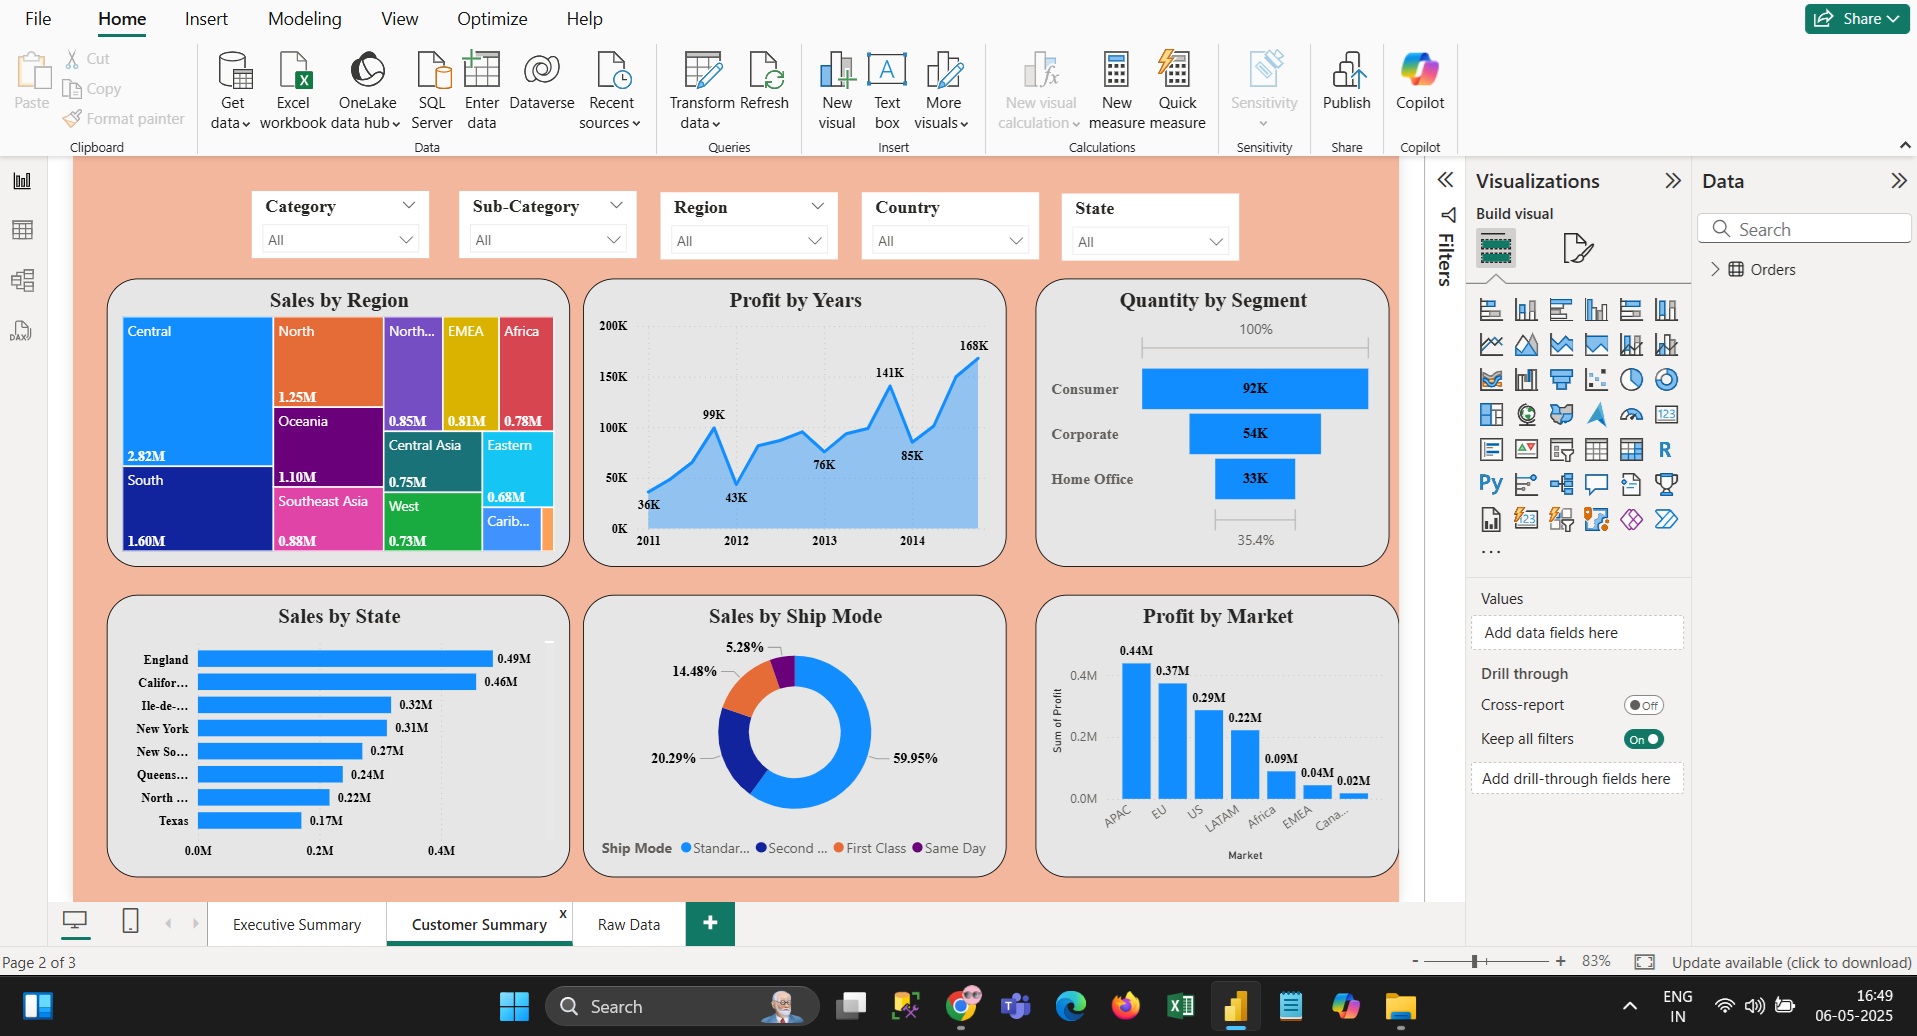 File Home Insert Modeling View Optimize Help Share
Paste
Cut
Copy
Format painter
Clipboard
Get data
Excel workbook
OneLake data hub
SQL Server
Enter data
Dataverse
Recent sources
Data
Transform data
Refresh
Queries
New visual
Text box
More visuals
Insert
New visual calculation
New measure
Quick measure
Calculations
Sensitivity
Sensitivity
Publish
Share
Copilot
Copilot
Category
All
Sub-Category
All
Region
All
Country
All
State
All
Sales by Region
Central
2.82M
South
1.60M
North
1.25M
Oceania
1.10M
Southeast Asia
0.88M
North...
0.85M
EMEA
0.81M
Africa
0.78M
Central Asia
0.75M
Eastern
0.68M
West
0.73M
Carib...
Profit by Years
200K
150K
100K
50K
0K
36K
99K
43K
76K
141K
85K
168K
2011 2012 2013 2014
Quantity by Segment
100%
Consumer 92K
Corporate 54K
Home Office 33K
35.4%
Sales by State
England 0.49M
Califor... 0.46M
Ile-de-... 0.32M
New York 0.31M
New So... 0.27M
Queens... 0.24M
North ... 0.22M
Texas 0.17M
0.0M 0.2M 0.4M
Sales by Ship Mode
5.28%
14.48%
20.29%
59.95%
Ship Mode Standar... Second ... First Class Same Day
Profit by Market
Sum of Profit
0.4M
0.2M
0.0M
0.44M
0.37M
0.29M
0.22M
0.09M
0.04M
0.02M
APAC EU US LATAM Africa EMEA Cana...
Market
Filters
Visualizations
Build visual
123
R
Py
123
...
Values
Add data fields here
Drill through
Cross-report Off
Keep all filters On
Add drill-through fields here
Data
Search
Orders
DAX
Executive Summary
Customer Summary x
Raw Data
+
Page 2 of 3
- + 83%
Update available (click to download)
Search
ENG
IN
16:49
06-05-2025